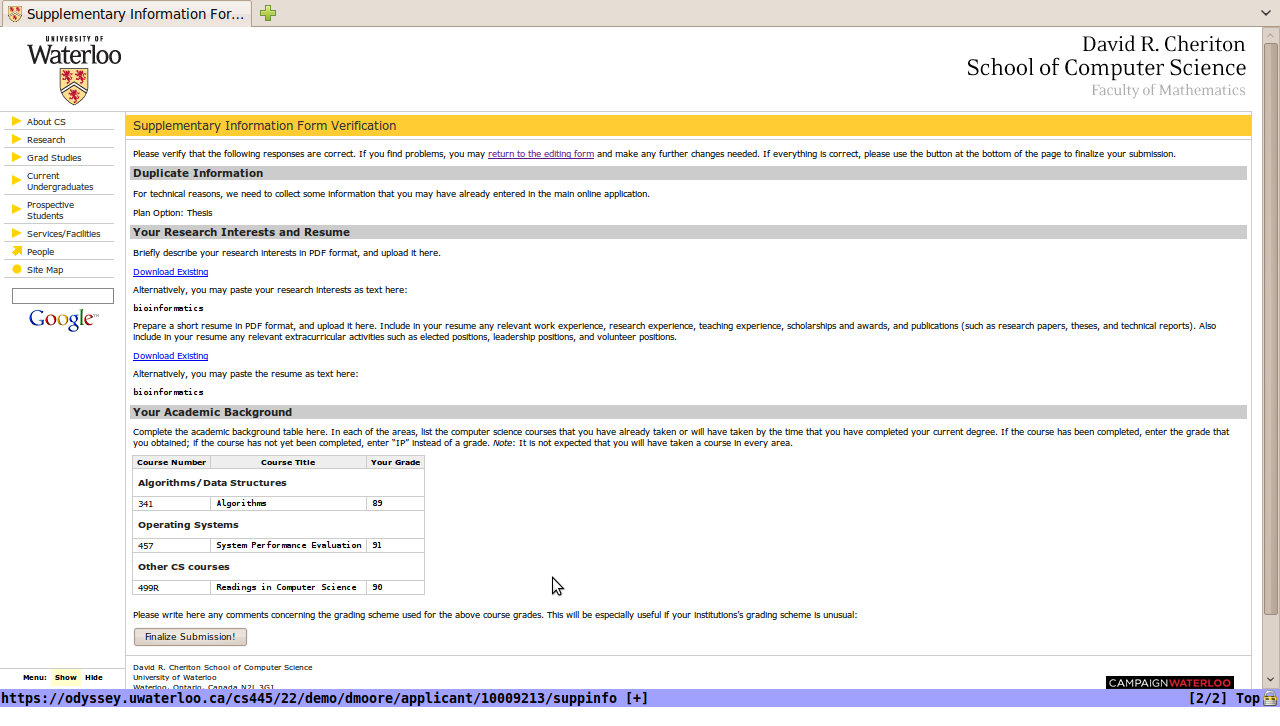 Supplementary Information For...
UNIVERSITY OF
Waterloo
David R. Cheriton
School of Computer Science
Faculty of Mathematics
About CS
Research
Grad Studies
Current
Undergraduates
Prospective
Students
Services/Facilities
People
Site Map
Google™
Supplementary Information Form Verification
Please verify that the following responses are correct. If you find problems, you may return to the editing form and make any further changes needed. If everything is correct, please use the button at the bottom of the page to finalize your submission.
Duplicate Information
For technical reasons, we need to collect some information that you may have already entered in the main online application.
Plan Option: Thesis
Your Research Interests and Resume
Briefly describe your research interests in PDF format, and upload it here.
Download Existing
Alternatively, you may paste your research interests as text here:
bioinformatics
Prepare a short resume in PDF format, and upload it here. Include in your resume any relevant work experience, research experience, teaching experience, scholarships and awards, and publications (such as research papers, theses, and technical reports). Also
include in your resume any relevant extracurricular activities such as elected positions, leadership positions, and volunteer positions.
Download Existing
Alternatively, you may paste the resume as text here:
bioinformatics
Your Academic Background
Complete the academic background table here. In each of the areas, list the computer science courses that you have already taken or will have taken by the time that you have completed your current degree. If the course has been completed, enter the grade that
you obtained; if the course has not yet been completed, enter "IP" instead of a grade. Note: It is not expected that you will have taken a course in every area.
Course Number Course Title Your Grade
Algorithms/Data Structures
341 Algorithms 89
Operating Systems
457 System Performance Evaluation 91
Other CS courses
499R Readings in Computer Science 90
Please write here any comments concerning the grading scheme used for the above course grades. This will be especially useful if your institutions's grading scheme is unusual:
Finalize Submission!
David R. Cheriton School of Computer Science
University of Waterloo
Waterloo, Ontario, Canada N2L 3G1
CAMPAIGNWATERLOO
Menu: Show Hide
https://odyssey.uwaterloo.ca/cs445/22/demo/dmoore/applicant/10009213/suppinfo [+] [2/2] Top